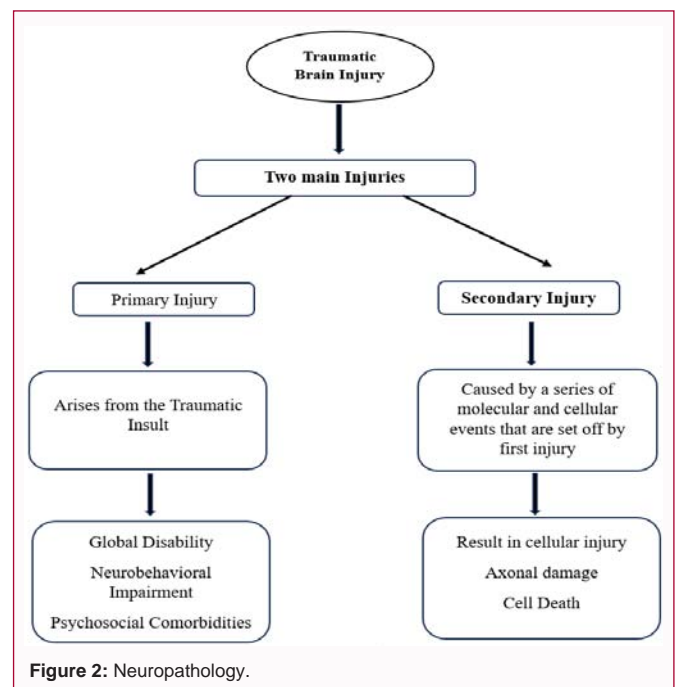 Traumatic
Brain Injury
Two main Injuries
Primary Injury
Secondary Injury
Arises from the Traumatic
Insult
Caused by a series of
molecular and cellular
events that are set off by
first injury
Global Disability
Neurobehavioral
Impairment
Psychosocial Comorbidities
Result in cellular injury
Axonal damage
Cell Death
Figure 2: Neuropathology.